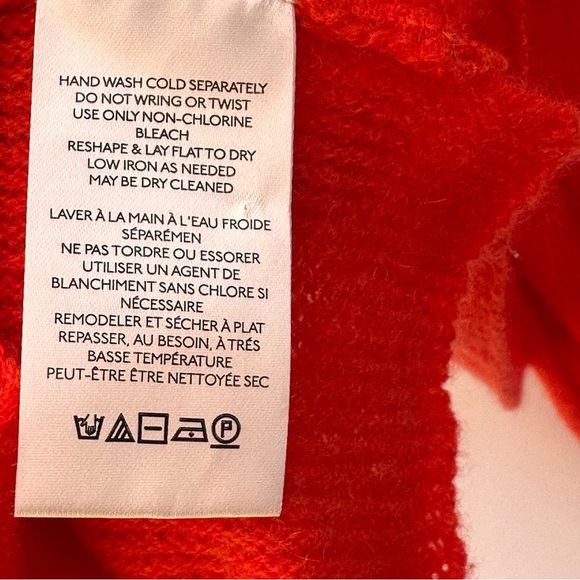 HAND WASH COLD SEPARATELY
DO NOT WRING OR TWIST
USE ONLY NON-CHLORINE
BLEACH
RESHAPE & LAY FLAT TO DRY
LOW IRON AS NEEDED
MAY BE DRY CLEANED
LAVER À LA MAIN À L'EAU FROIDE
SÉPARÉMEN
NE PAS TORDRE OU ESSORER
UTILISER UN AGENT DE
BLANCHIMENT SANS CHLORE SI
NÉCESSAIRE
REMODELER ET SÉCHER À PLAT
REPASSER, AU BESOIN, À TRÉS
BASSE TEMPÉRATURE
PEUT-ÊTRE ÊTRE NETTOYÉE SEC
P